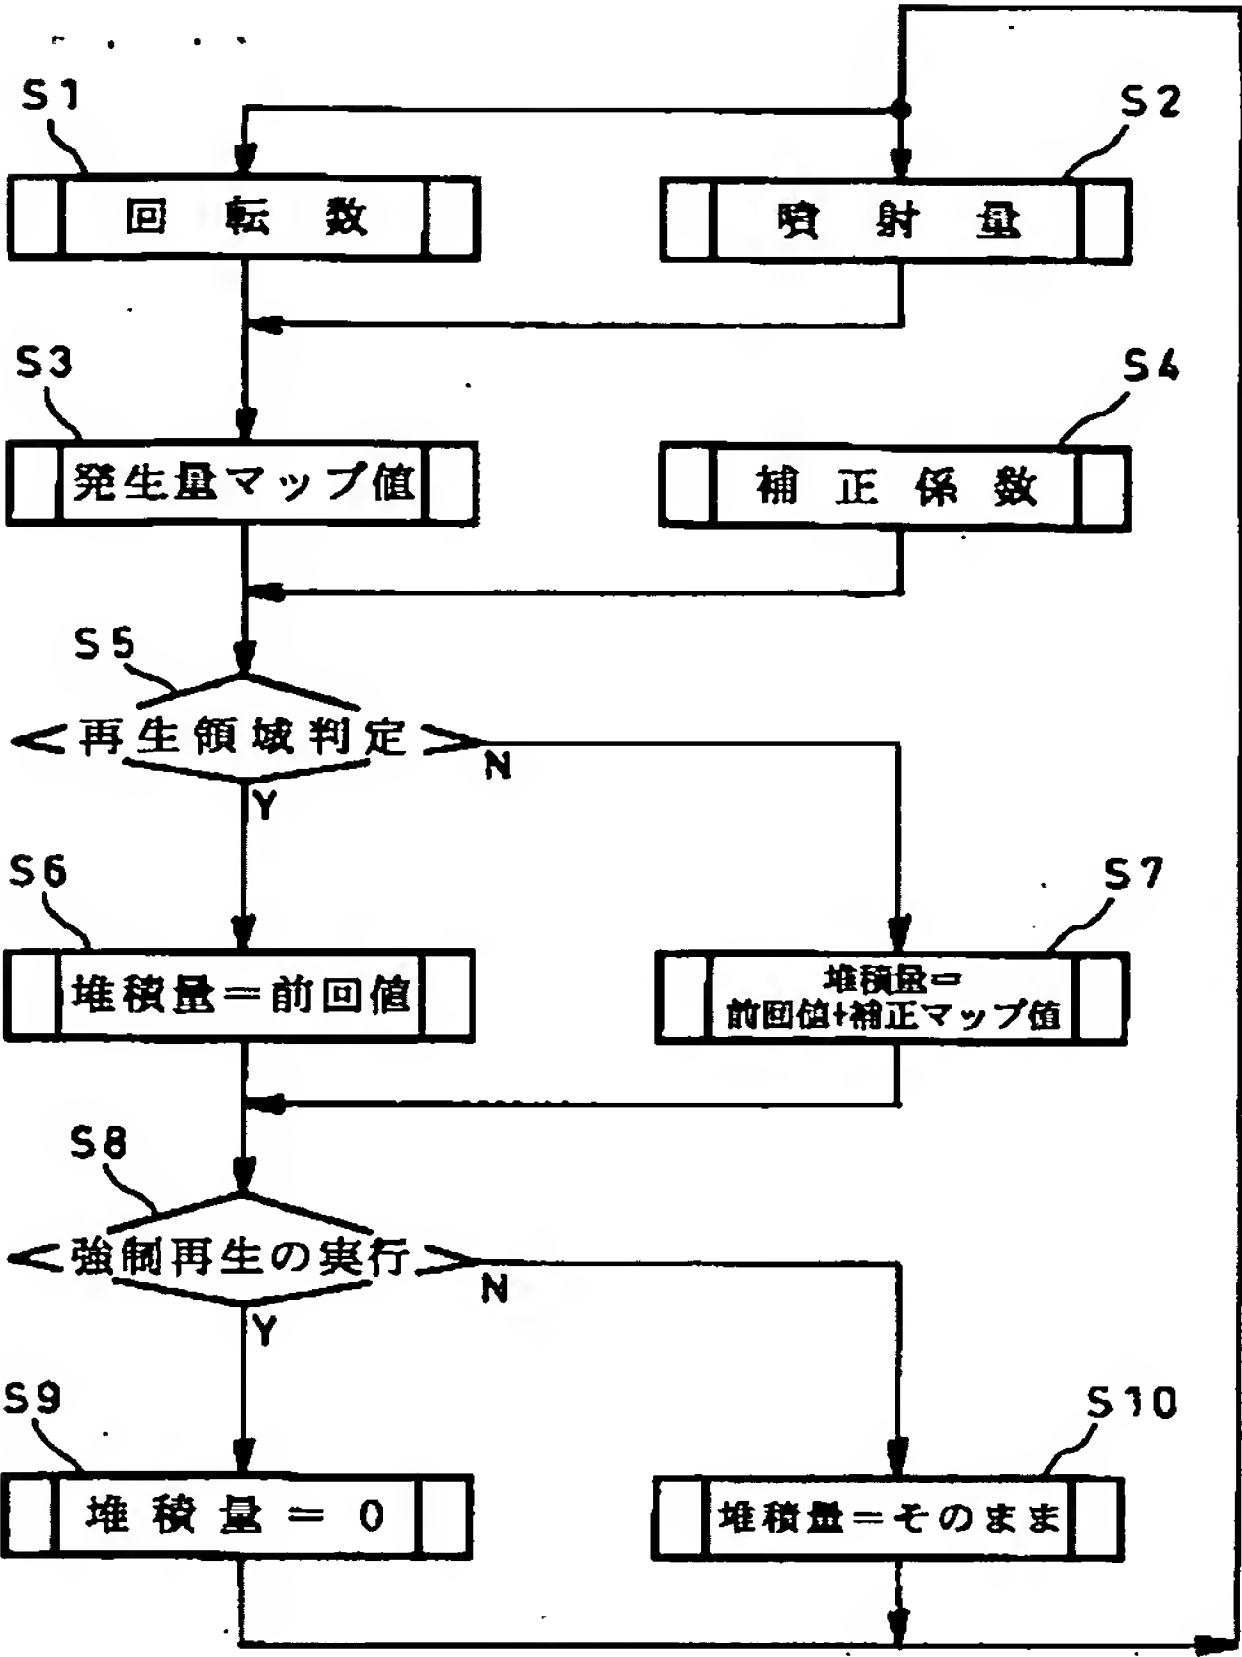 S1
S2
回転数
噴射量
S3
S4
発生量マップ値
補正係数
S5
再生領域判定
N
Y
S6
S7
堆積量=前回値
堆積量=
前回値+補正マップ値
S8
強制再生の実行
N
Y
S9
S10
堆積量=0
堆積量=そのまま